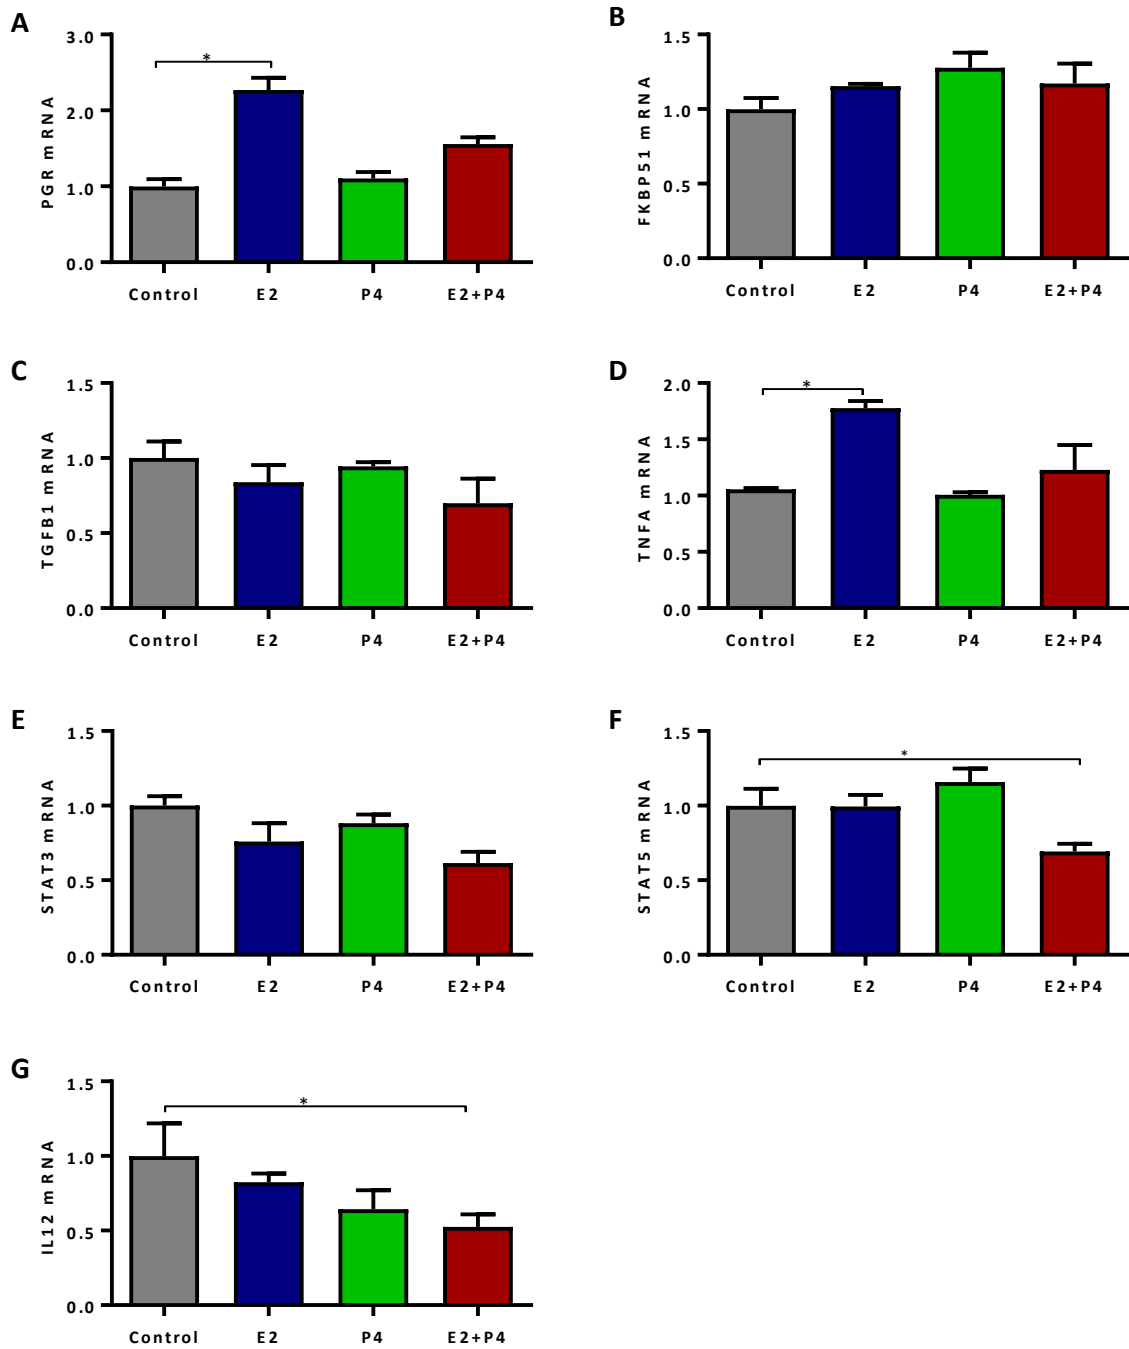 A
PGR mRNA
3.0
2.0
1.0
0.0
*
Control E2 P4 E2+P4
B
FKBP51 mRNA
1.5
1.0
0.5
0.0
Control E2 P4 E2+P4
C
TGFB1 mRNA
1.5
1.0
0.5
0.0
Control E2 P4 E2+P4
D
TNFA mRNA
2.0
1.5
1.0
0.5
0.0
*
Control E2 P4 E2+P4
E
STAT3 mRNA
1.5
1.0
0.5
0.0
Control E2 P4 E2+P4
F
STAT5 mRNA
1.5
1.0
0.5
0.0
*
Control E2 P4 E2+P4
G
IL12 mRNA
1.5
1.0
0.5
0.0
*
Control E2 P4 E2+P4